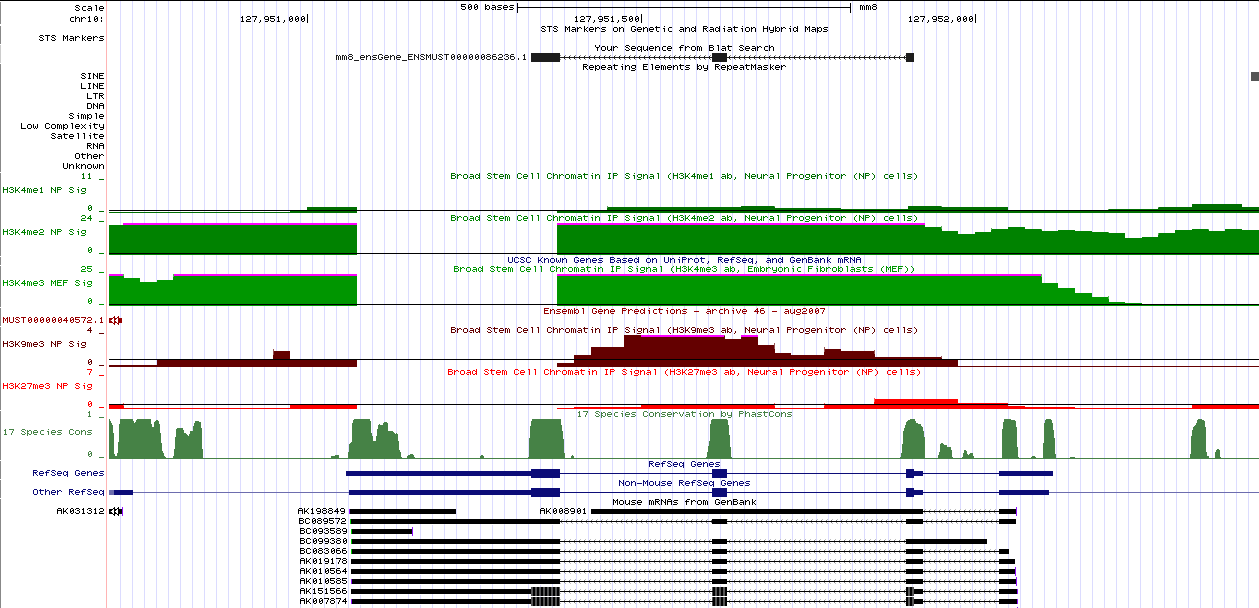 Scale 500 bases mm8
chr10: 127,951,000 127,951,500 127,952,000
STS Markers on Genetic and Radiation Hybrid Maps
STS Markers
Your Sequence from Blat Search
mm8_ensGene_ENSMUST00000086236.1
Repeating Elements by RepeatMasker
SINE
LINE
LTR
DNA
Simple
Low Complexity
Satellite
RNA
Other
Unknown
Broad Stem Cell Chromatin IP Signal (H3K4me1 ab, Neural Progenitor (NP) cells)
11
H3K4me1 NP Sig
0
Broad Stem Cell Chromatin IP Signal (H3K4me2 ab, Neural Progenitor (NP) cells)
24
H3K4me2 NP Sig
0
UCSC Known Genes Based on UniProt, RefSeq, and GenBank mRNA
Broad Stem Cell Chromatin IP Signal (H3K4me3 ab, Embryonic Fibroblasts (MEF))
25
H3K4me3 MEF Sig
0
Ensembl Gene Predictions - archive 46 - aug2007
MUST00000040572.1
Broad Stem Cell Chromatin IP Signal (H3K9me3 ab, Neural Progenitor (NP) cells)
4
H3K9me3 NP Sig
0
Broad Stem Cell Chromatin IP Signal (H3K27me3 ab, Neural Progenitor (NP) cells)
7
H3K27me3 NP Sig
0
17 Species Conservation by PhastCons
1
17 Species Cons
0
RefSeq Genes
RefSeq Genes
Non-Mouse RefSeq Genes
Other RefSeq
Mouse mRNAs from GenBank
AK031312 AK198849 AK008901
BC089572
BC093589
BC099380
BC083066
AK019178
AK010564
AK010585
AK151566
AK007874